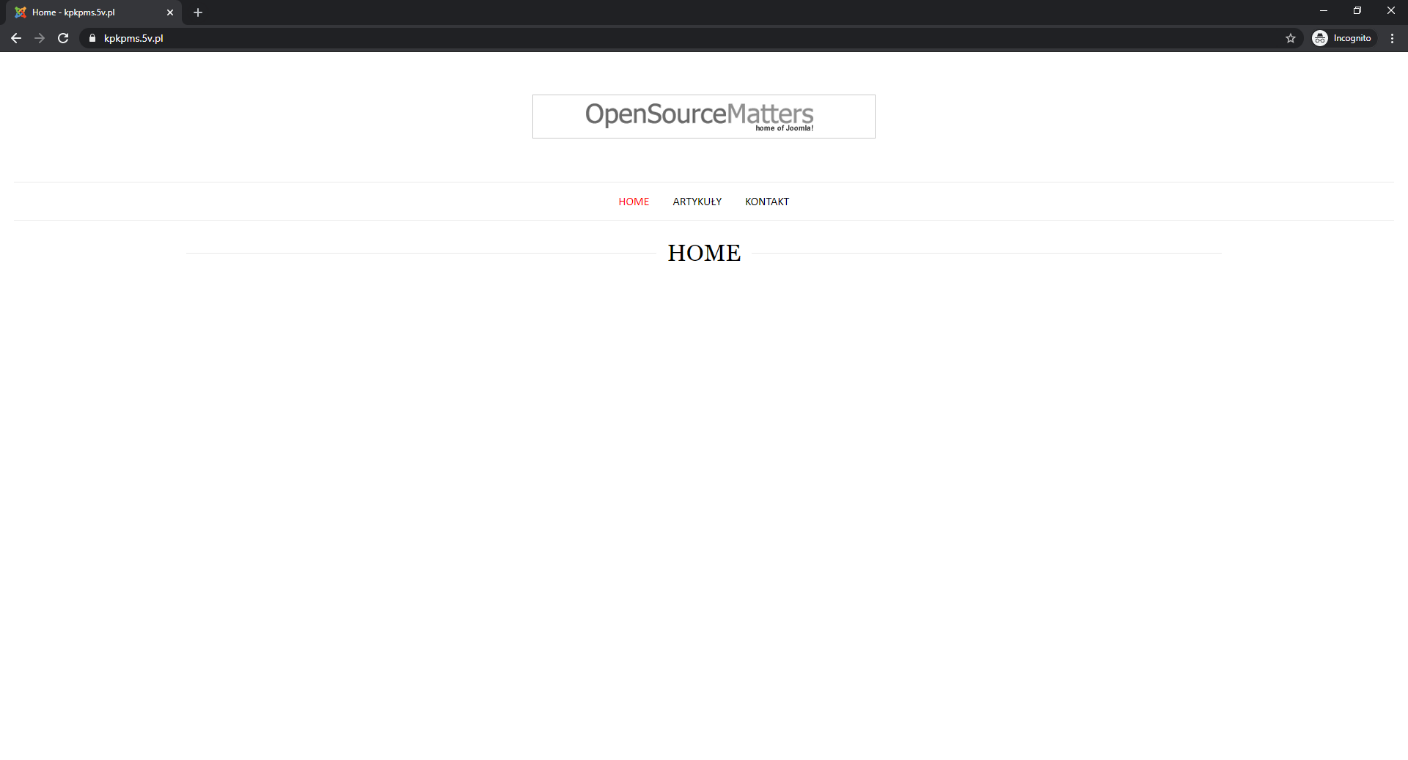 Home - kpkpms.5v.pl
kpkpms.5v.pl
Incognito
OpenSourceMatters
home of Joomla!
HOME ARTYKUŁY KONTAKT
HOME